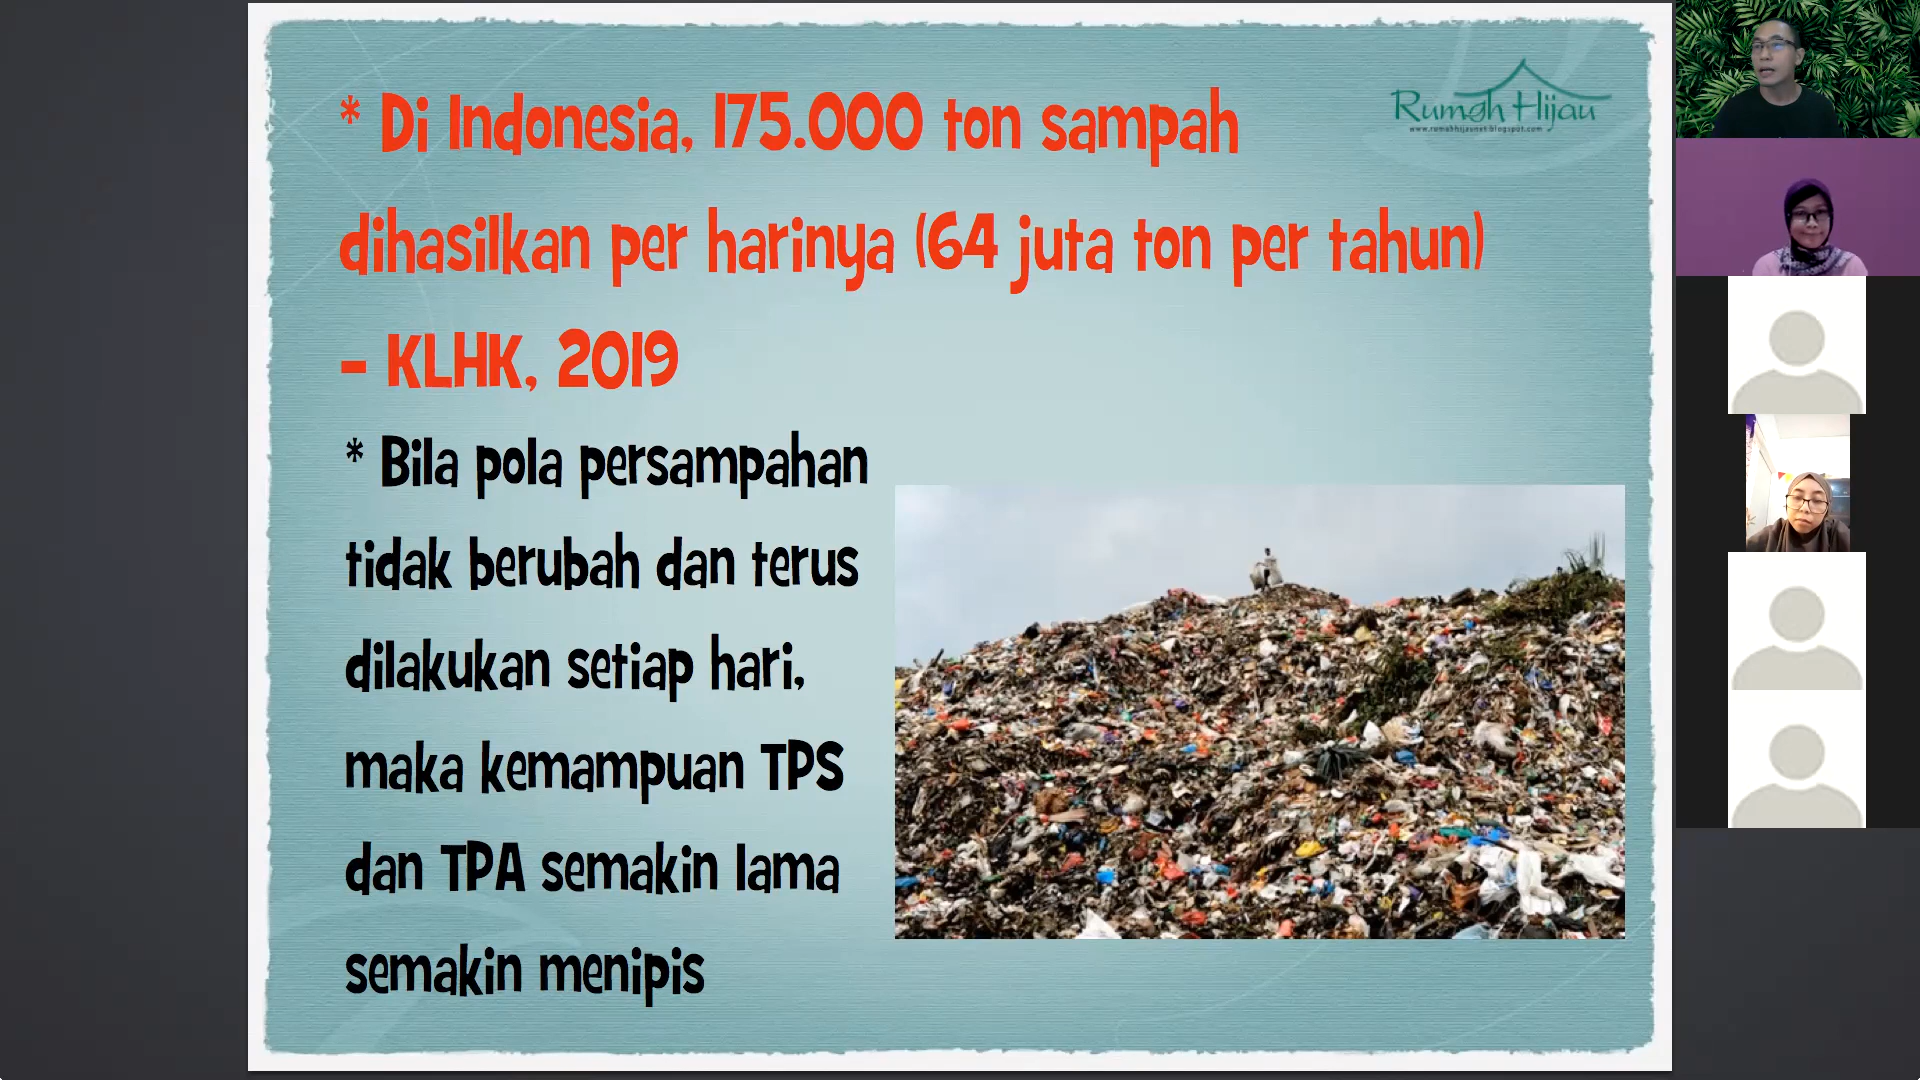 * Di Indonesia, 175.000 ton sampah
dihasilkan per harinya (64 juta ton per tahun)
- KLHK, 2019
* Bila pola persampahan
tidak berubah dan terus
dilakukan setiap hari,
maka kemampuan TPS
dan TPA semakin lama
semakin menipis
Rumah Hijau